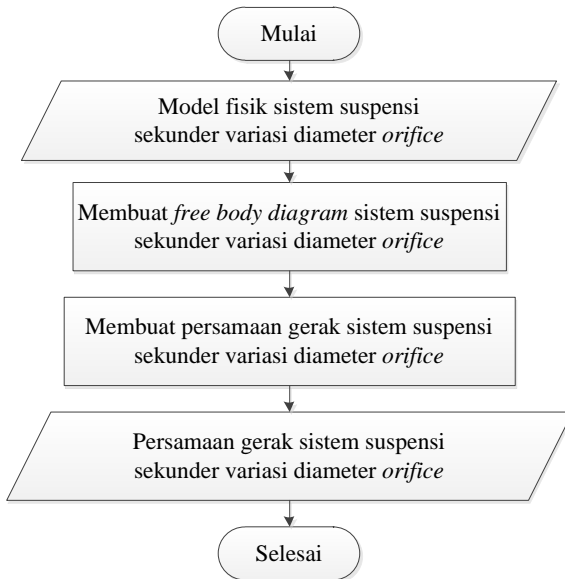 Mulai
Model fisik sistem suspensi
sekunder variasi diameter orifice
Membuat free body diagram sistem suspensi
sekunder variasi diameter orifice
Membuat persamaan gerak sistem suspensi
sekunder variasi diameter orifice
Persamaan gerak sistem suspensi
sekunder variasi diameter orifice
Selesai